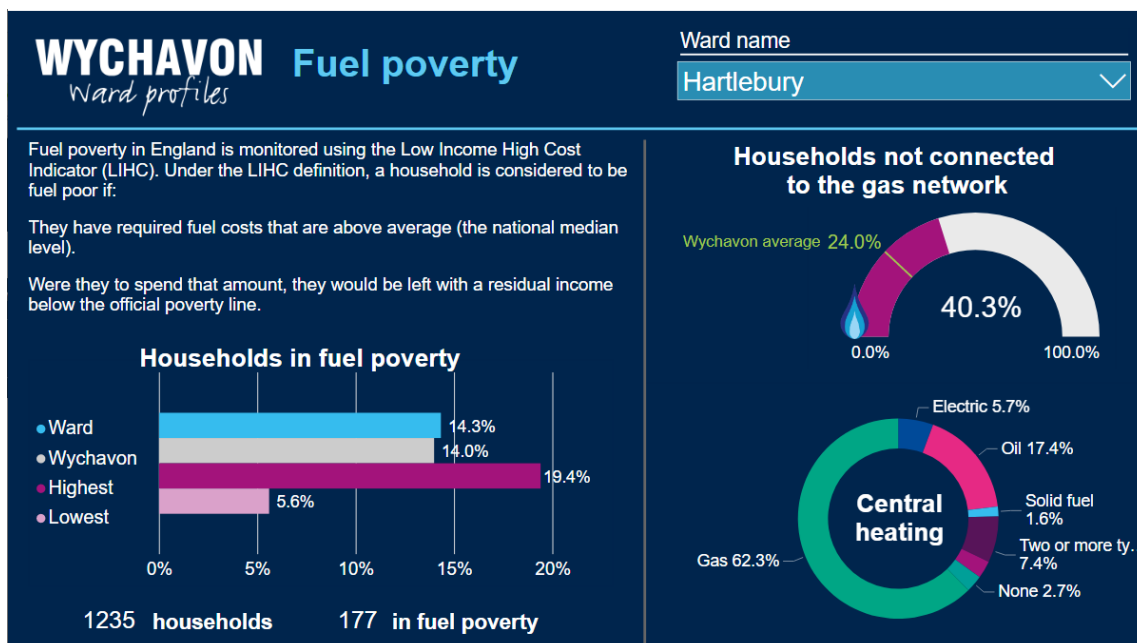 WYCHAVON
Ward profiles
Fuel poverty
Ward name
Hartlebury
Fuel poverty in England is monitored using the Low Income High Cost
Indicator (LIHC). Under the LIHC definition, a household is considered to be
fuel poor if:
They have required fuel costs that are above average (the national median
level).
Were they to spend that amount, they would be left with a residual income
below the official poverty line.
Households in fuel poverty
Ward
Wychavon
Highest
Lowest
14.3%
14.0%
19.4%
5.6%
0%
5%
10%
15%
20%
1235 households
177 in fuel poverty
Households not connected
to the gas network
Wychavon average 24.0%
40.3%
0.0%
100.0%
Central
heating
Electric 5.7%
Oil 17.4%
Solid fuel
1.6%
Two or more ty.
7.4%
None 2.7%
Gas 62.3%